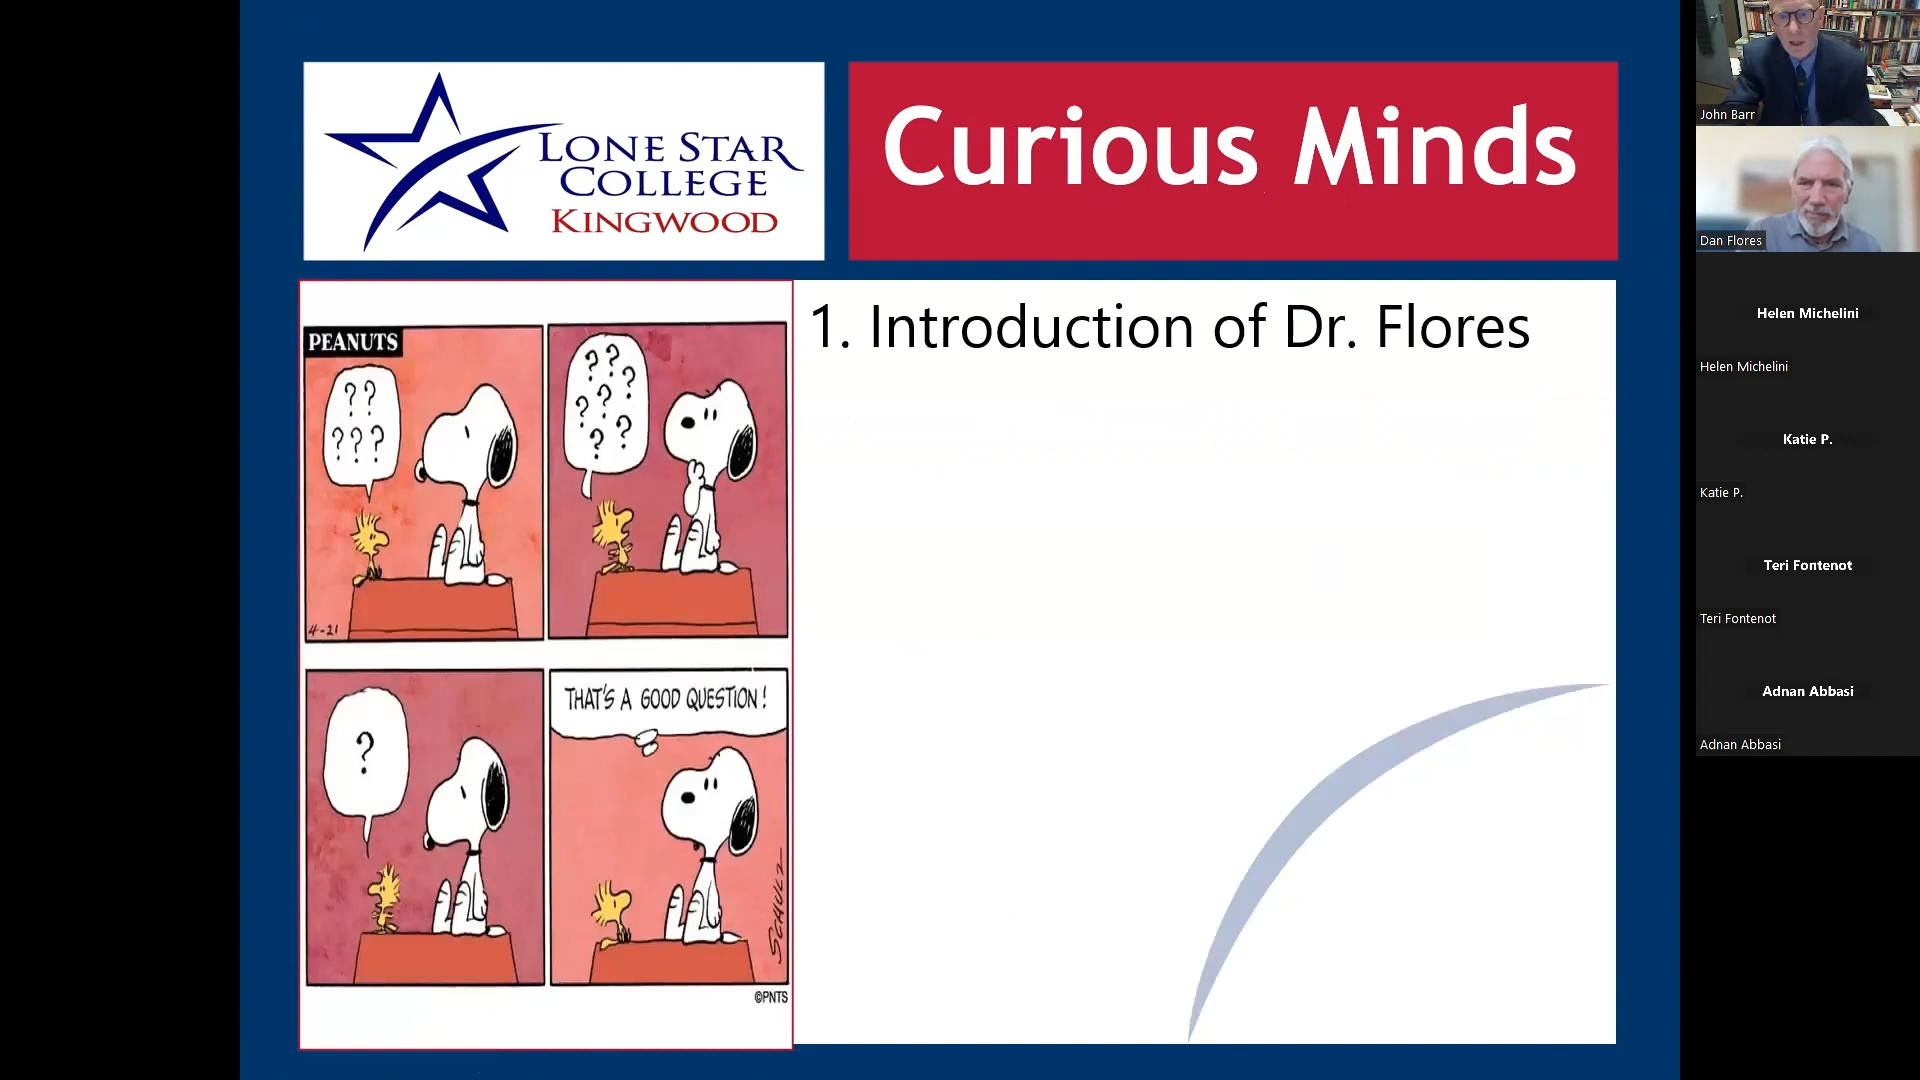 LONE STAR
COLLEGE
KINGWOOD
Curious Minds
1. Introduction of Dr. Flores
PEANUTS
? ?
? ? ?
? ?
?
? ?
? ?
4-21
?
THAT'S A GOOD QUESTION!
SCHULZ
©PNTS
John Barr
Dan Flores
Helen Michelini
Helen Michelini
Katie P.
Katie P.
Teri Fontenot
Teri Fontenot
Adnan Abbasi
Adnan Abbasi